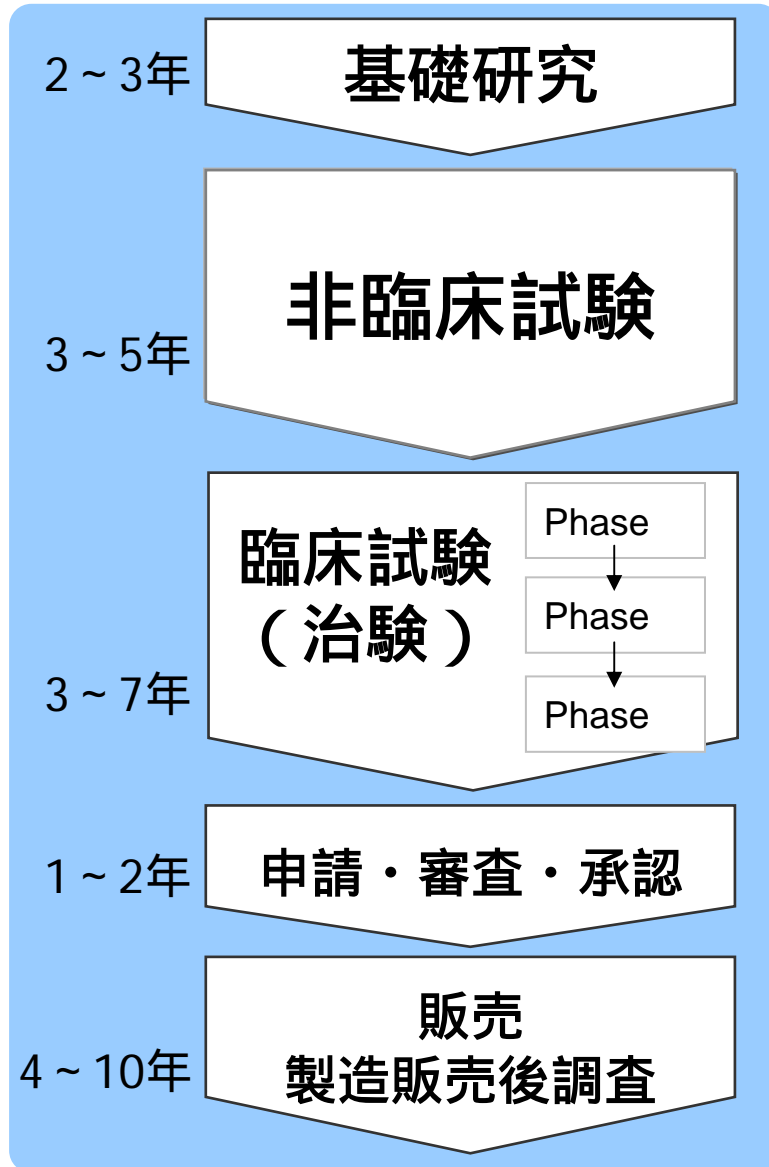 2~3年
基礎研究
3~5年
非臨床試験
3~7年
臨床試験
(治験)
Phase
Phase
Phase
1~2年
申請・審査・承認
4~10年
販売
製造販売後調査